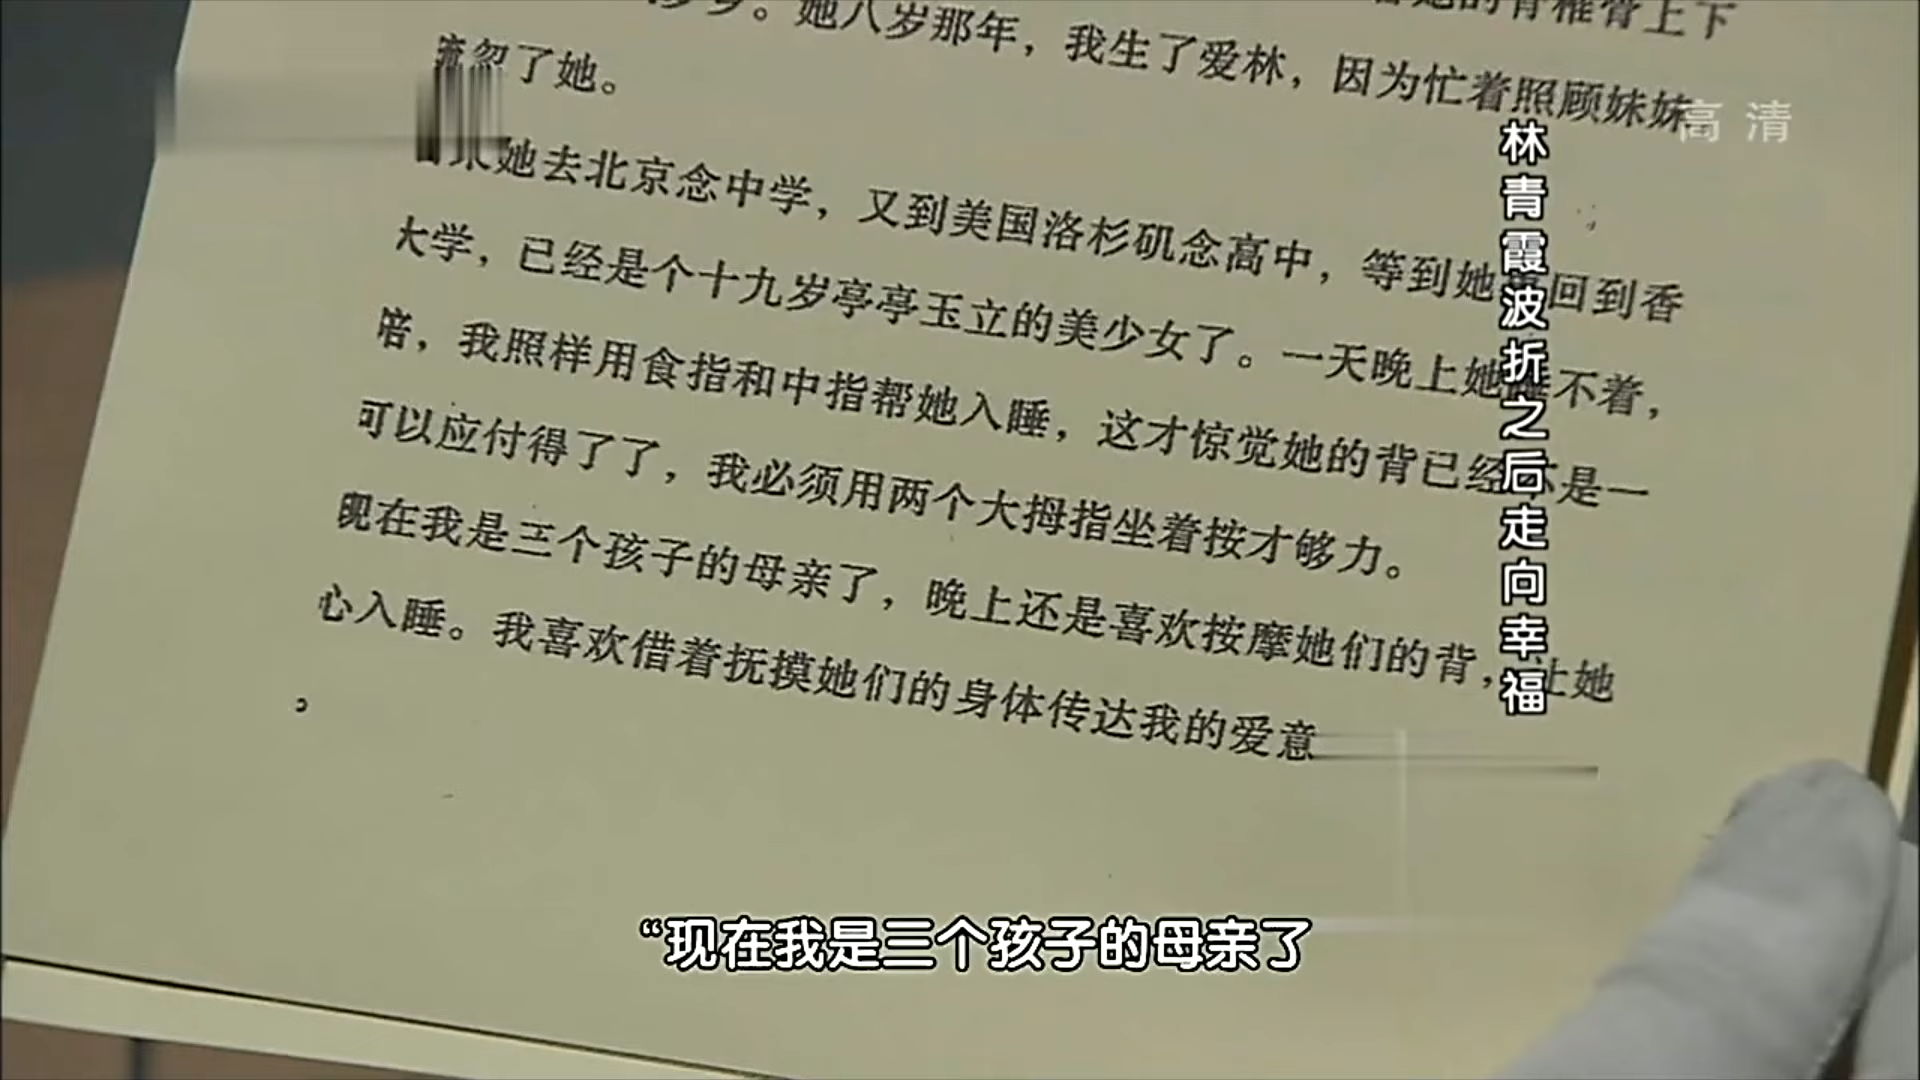 的脊椎骨上下
。她八岁那年，我生了爱林，因为忙着照顾妹妹
疏忽了她。
她去北京念中学，又到美国洛杉矶念高中，等到她 回到香
大学，已经是个十九岁亭亭玉立的美少女了。一天晚上她睡不着，
我照样用食指和中指帮她入睡，这才惊觉她的背已经不是一
可以应付得了了，我必须用两个大拇指坐着按才够力。
现在我是三个孩子的母亲了，晚上还是喜欢按摩她们的背，让她
心入睡。我喜欢借着抚摸她们的身体传达我的爱意
高清
林青霞波折之后走向幸福
“现在我是三个孩子的母亲了